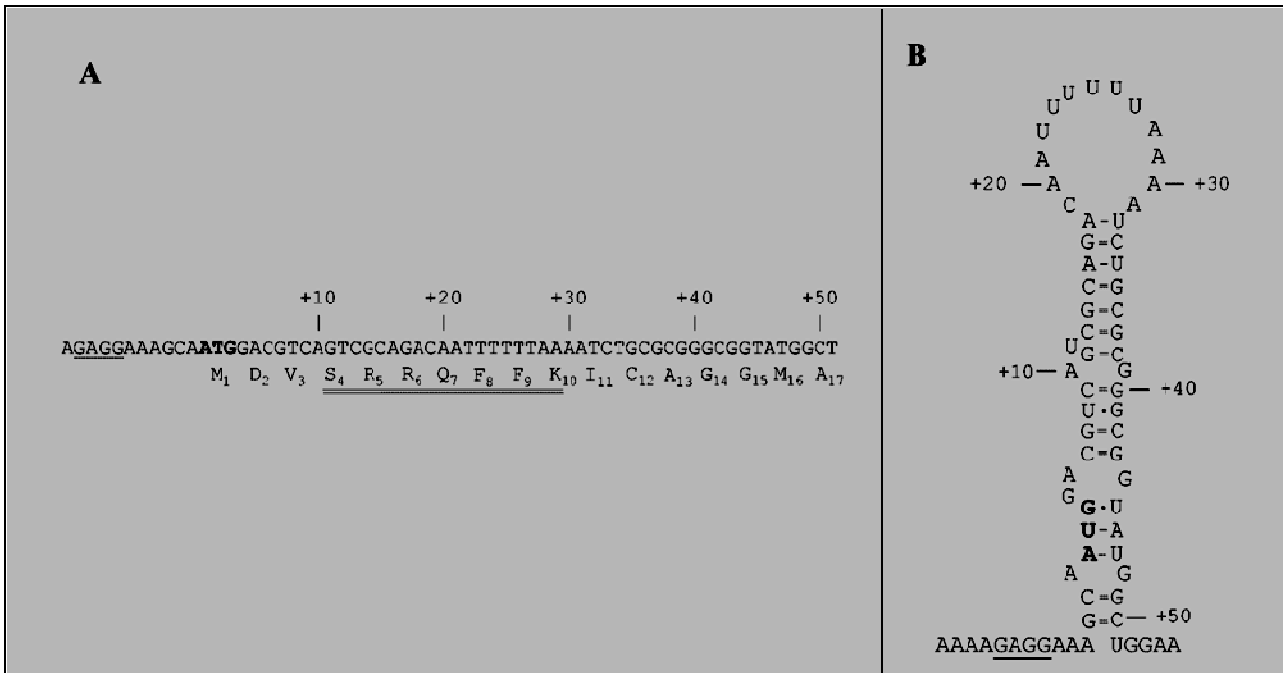 A
+10 +20 +30 +40 +50
| | | | |
AGAGGAAAGCAATGGACGTCAGTCGCAGACAATTTTTTAAAATCTGCGCGGGCGGTATGGCT
M1 D2 V3 S4 R5 R6 Q7 F8 F9 K10 I11 C12 A13 G14 G15 M16 A17
B
U U U U
U U
U A
A A
+20 — A A — +30
C A
A-U
G=C
A-U
C=G
G=C
C=G
U G=C
+10 — A G
C=G — +40
U·G
G=C
C=G
A G
G
G·U
U-A
A-U
A G
C=G
G=C — +50
AAAAGAGGAAA UGGAA